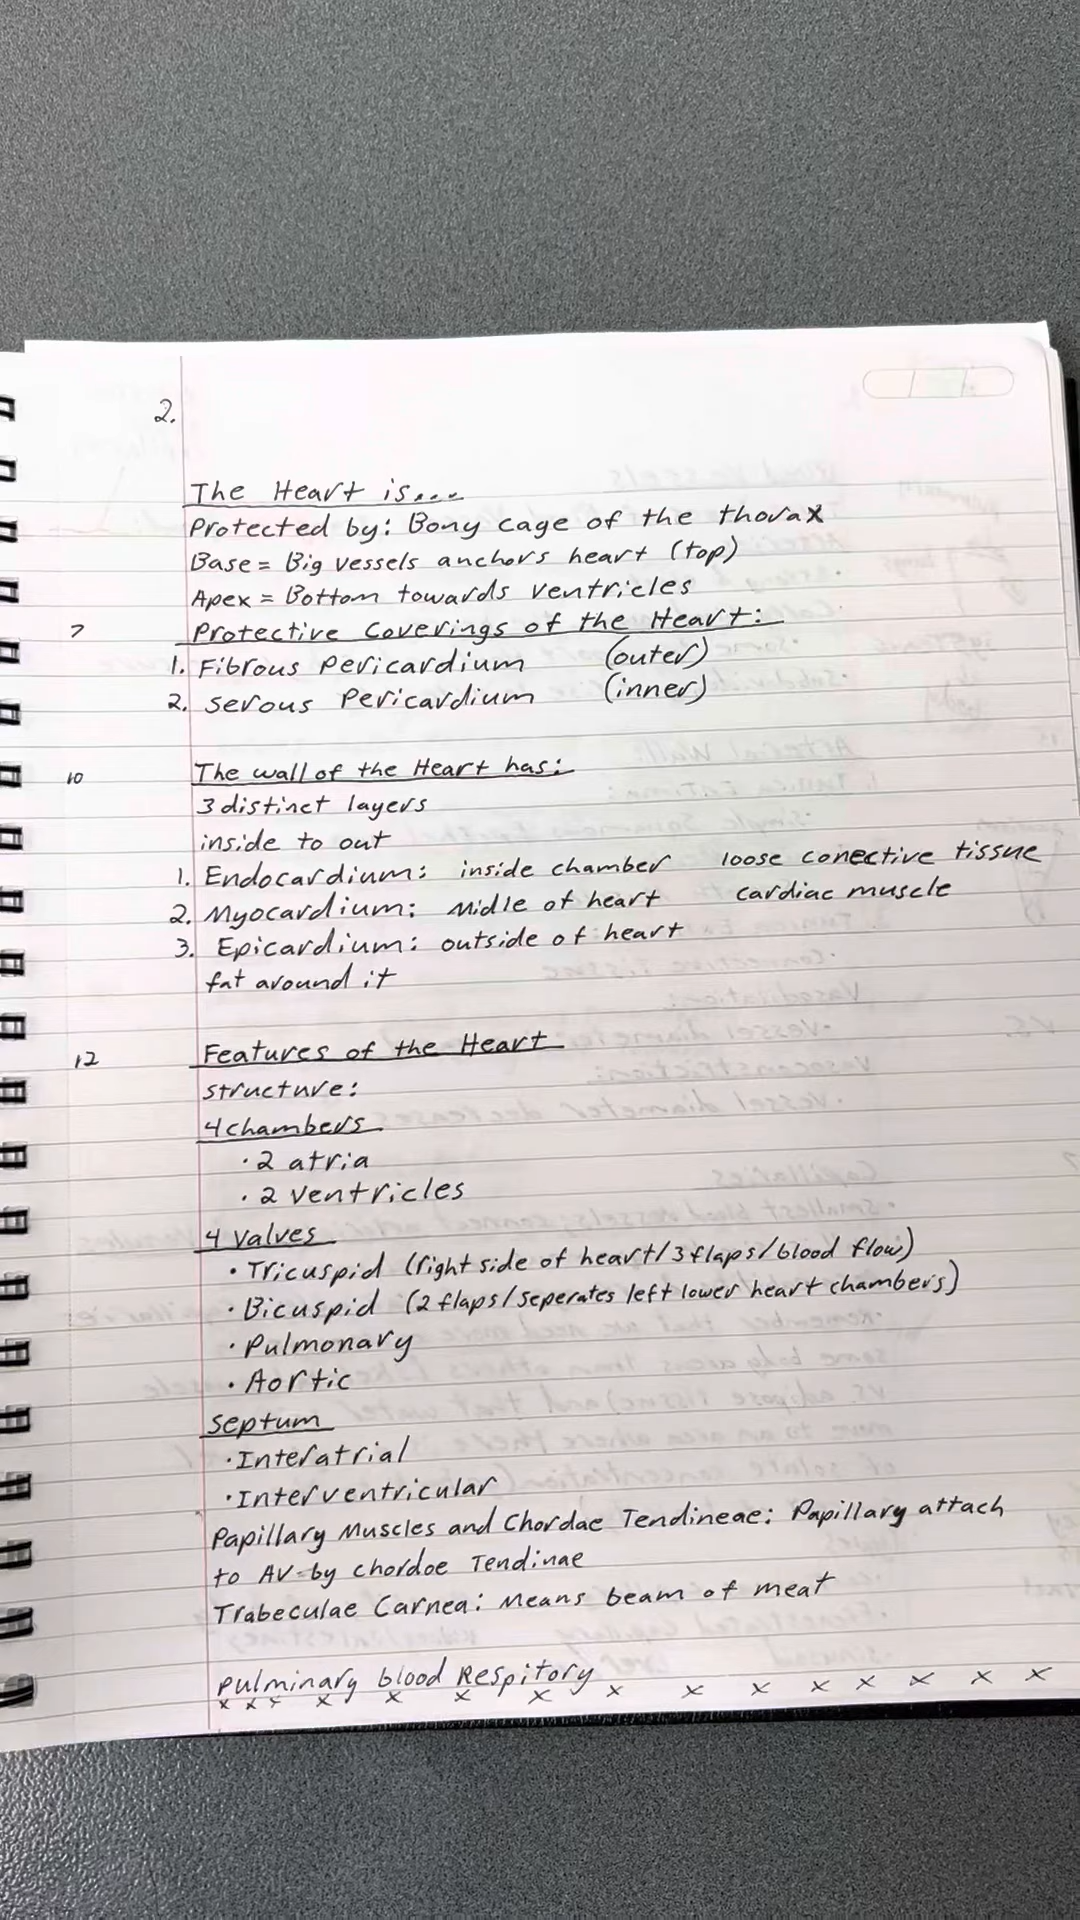 2.
The Heart is...
Protected by: Bony cage of the thorax
Base = Big vessels anchors heart (top)
Apex = Bottom towards ventricles
7 Protective Coverings of the Heart:
1. Fibrous Pericardium (outer)
2. Serous Pericardium (inner)
10 The wall of the Heart has:
3 distinct layers
inside to out
1. Endocardium: inside chamber loose conective tissue
2. Myocardium: Midle of heart cardiac muscle
3. Epicardium: outside of heart
fat around it
12 Features of the Heart
structure:
4 chambers
· 2 atria
· 2 ventricles
4 valves
· Tricuspid (right side of heart/3 flaps/blood flow)
· Bicuspid (2 flaps/seperates left lower heart chambers)
· Pulmonary
· Aortic
Septum
· Interatrial
· Interventricular
Papillary Muscles and Chordae Tendineae: Papillary attach
to AV by chordoe Tendinae
Trabeculae Carnea: Means beam of meat
Pulminary blood Respitory
x x x x x x x x x x x x x x x